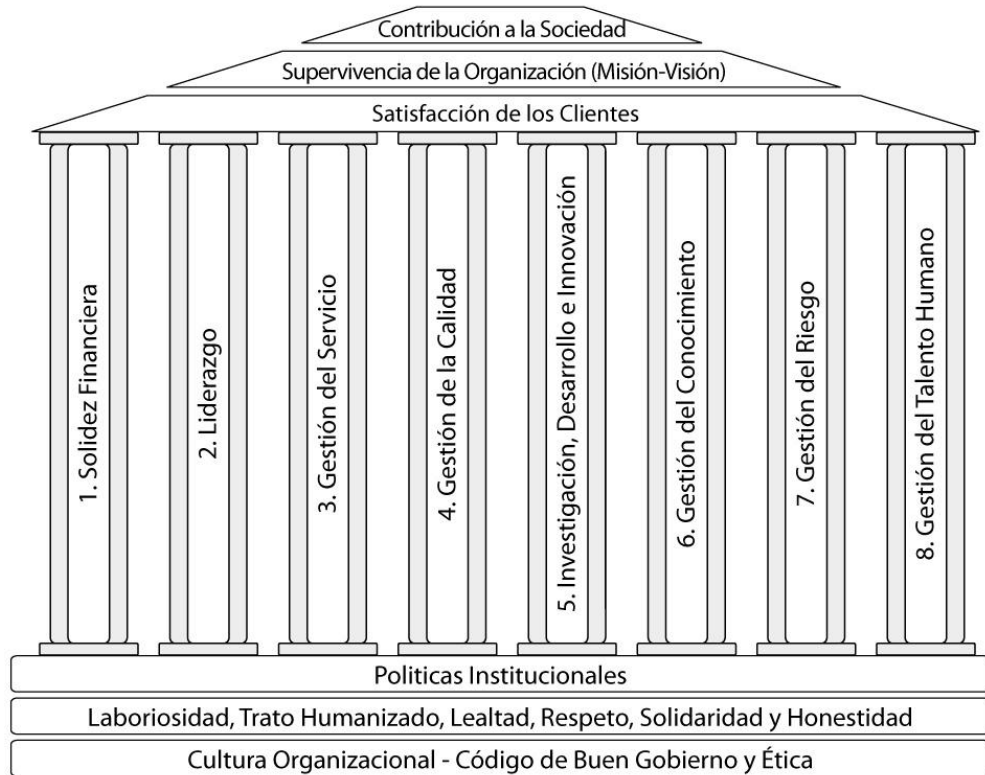 Contribución a la Sociedad
Supervivencia de la Organización (Misión-Visión)
Satisfacción de los Clientes
1. Solidez Financiera
2. Liderazgo
3. Gestión del Servicio
4. Gestión de la Calidad
5. Investigación, Desarrollo e Innovación
6. Gestión del Conocimiento
7. Gestión del Riesgo
8. Gestión del Talento Humano
Politicas Institucionales
Laboriosidad, Trato Humanizado, Lealtad, Respeto, Solidaridad y Honestidad
Cultura Organizacional - Código de Buen Gobierno y Ética